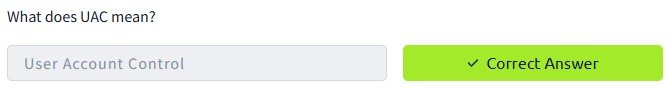 What does UAC mean?
User Account Control
✓ Correct Answer